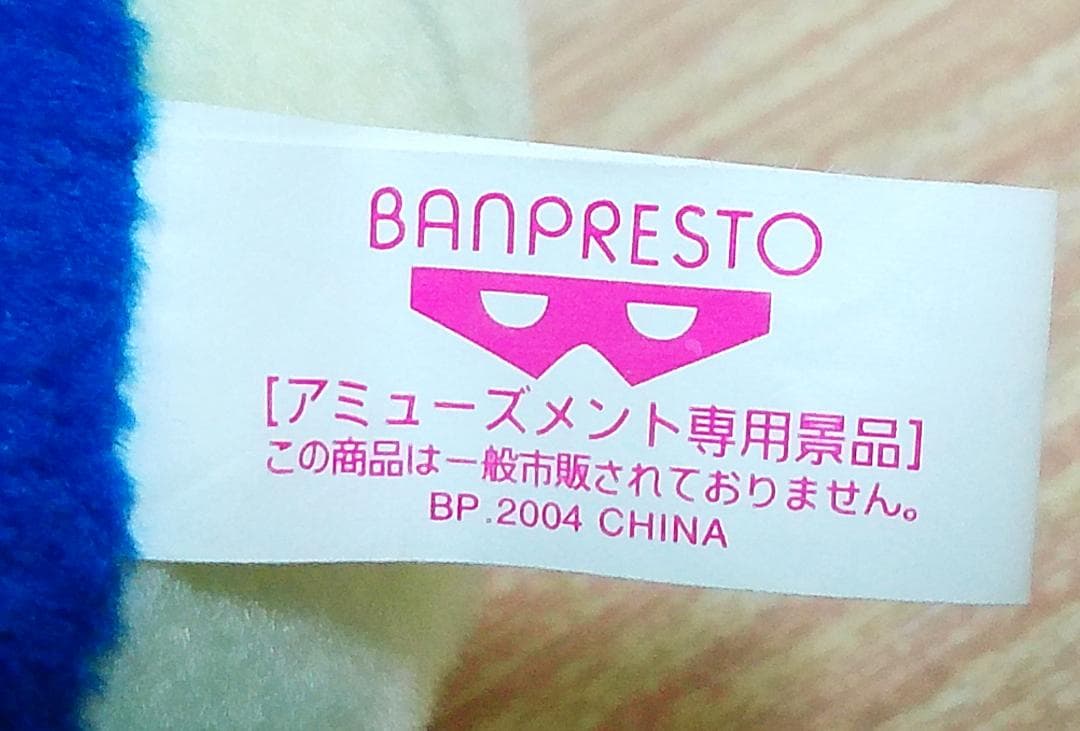 BANPRESTO
[アミューズメント専用景品]
この商品は一般市販されておりません。
BP.2004 CHINA